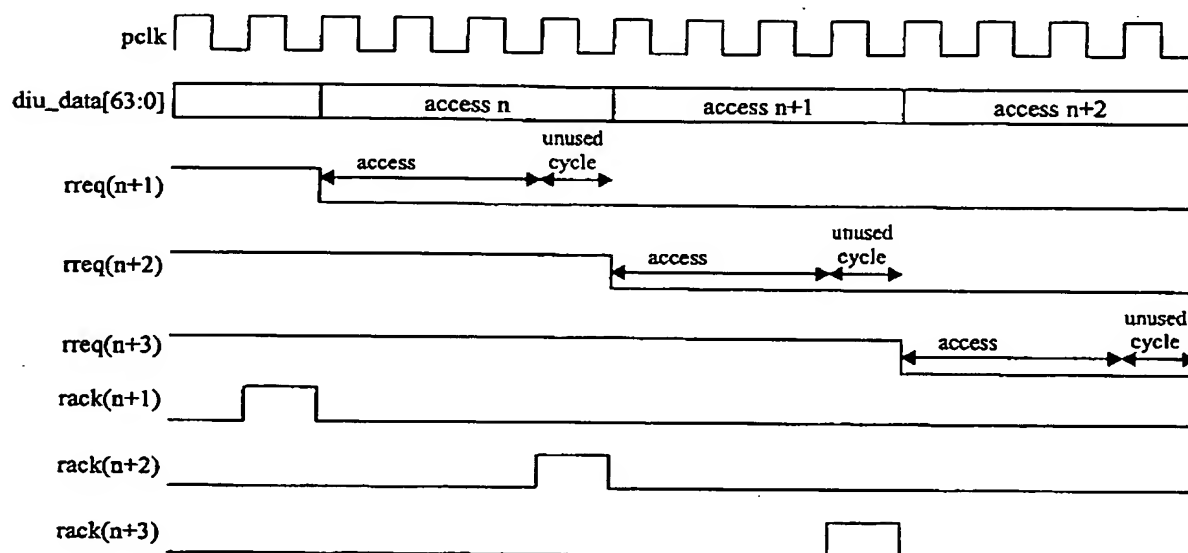 pclk
diu_data[63:0]
access n
access n+1
access n+2
rreq(n+1)
access
unused
cycle
rreq(n+2)
access
unused
cycle
rreq(n+3)
access
unused
cycle
rack(n+1)
rack(n+2)
rack(n+3)